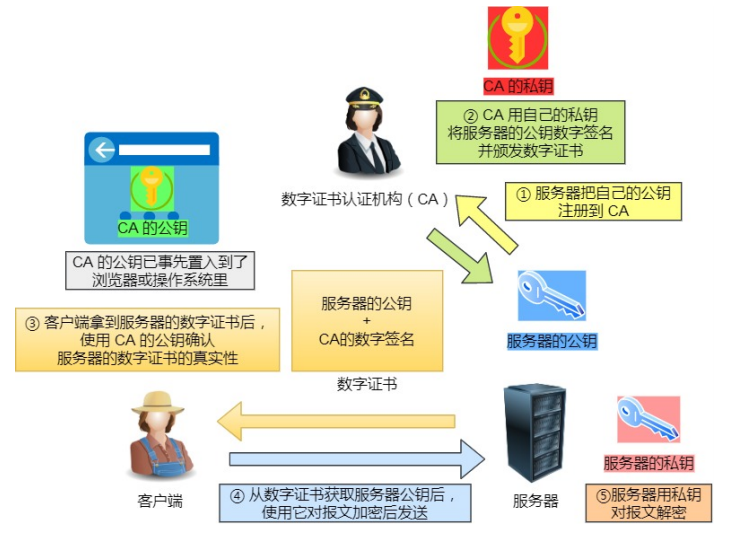 CA 的私钥
② CA 用自己的私钥
将服务器的公钥数字签名
并颁发数字证书
数字证书认证机构（CA）
① 服务器把自己的公钥
注册到 CA
CA 的公钥
CA 的公钥已事先置入到了
浏览器或操作系统里
服务器的公钥
+
CA的数字签名
数字证书
服务器的公钥
③ 客户端拿到服务器的数字证书后，
使用 CA 的公钥确认
服务器的数字证书的真实性
客户端
④ 从数字证书获取服务器公钥后，
使用它对报文加密后发送
服务器
服务器的私钥
⑤服务器用私钥
对报文解密